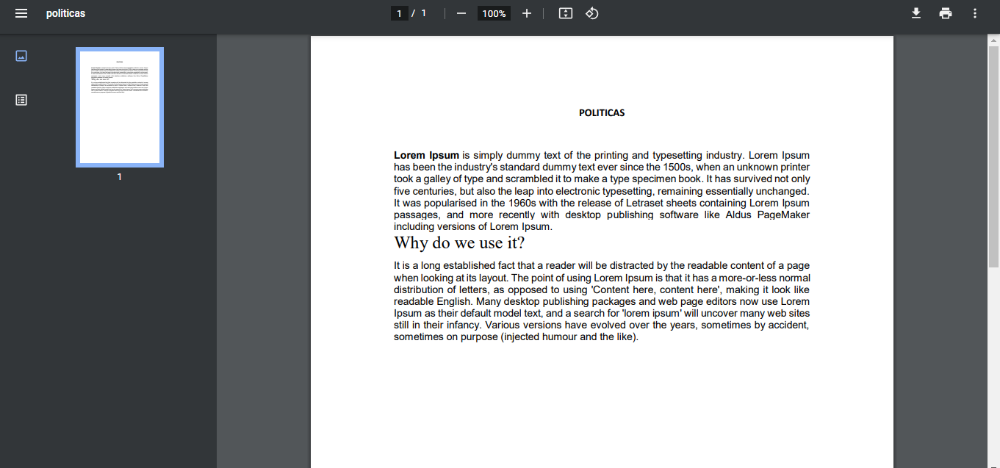 politicas
1 / 1
100%
1
POLITICAS
Lorem Ipsum is simply dummy text of the printing and typesetting industry. Lorem Ipsum
has been the industry's standard dummy text ever since the 1500s, when an unknown printer
took a galley of type and scrambled it to make a type specimen book. It has survived not only
five centuries, but also the leap into electronic typesetting, remaining essentially unchanged.
It was popularised in the 1960s with the release of Letraset sheets containing Lorem Ipsum
passages, and more recently with desktop publishing software like Aldus PageMaker
including versions of Lorem Ipsum.
Why do we use it?
It is a long established fact that a reader will be distracted by the readable content of a page
when looking at its layout. The point of using Lorem Ipsum is that it has a more-or-less normal
distribution of letters, as opposed to using 'Content here, content here', making it look like
readable English. Many desktop publishing packages and web page editors now use Lorem
Ipsum as their default model text, and a search for 'lorem ipsum' will uncover many web sites
still in their infancy. Various versions have evolved over the years, sometimes by accident,
sometimes on purpose (injected humour and the like).